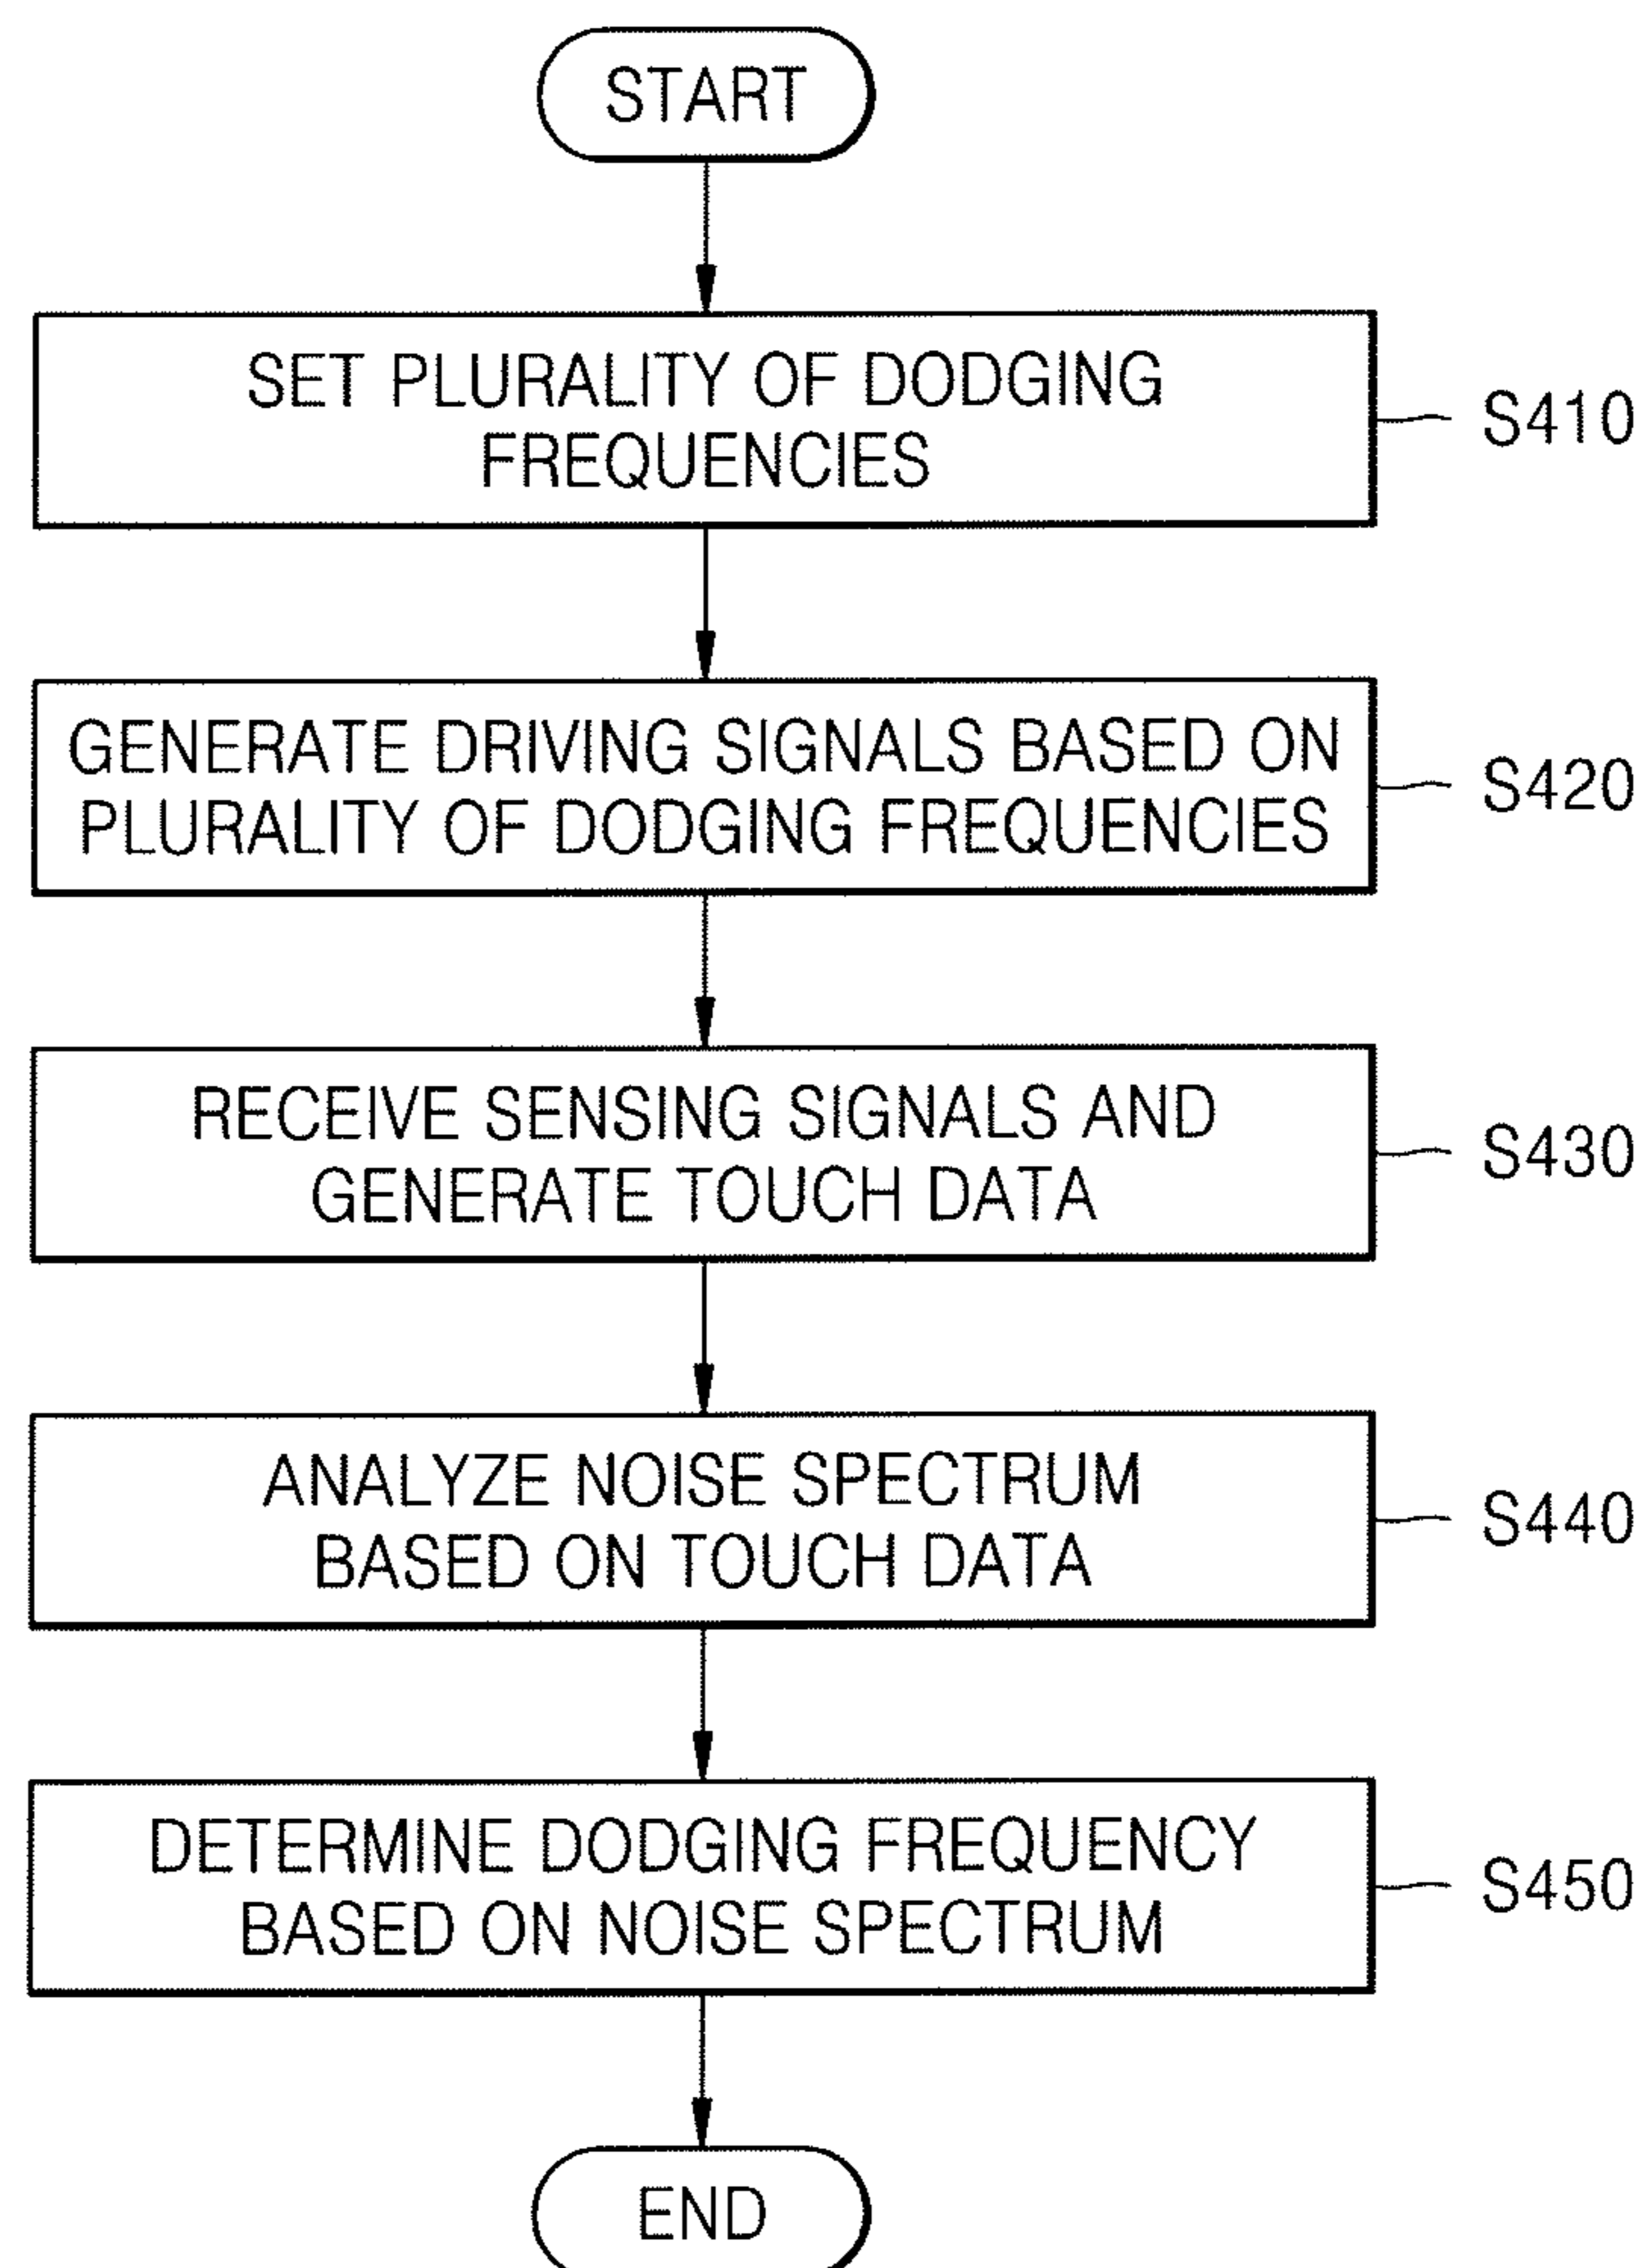 START
SET PLURALITY OF DODGING
FREQUENCIES
S410
GENERATE DRIVING SIGNALS BASED ON
PLURALITY OF DODGING FREQUENCIES
S420
RECEIVE SENSING SIGNALS AND
GENERATE TOUCH DATA
S430
ANALYZE NOISE SPECTRUM
BASED ON TOUCH DATA
S440
DETERMINE DODGING FREQUENCY
BASED ON NOISE SPECTRUM
S450
END